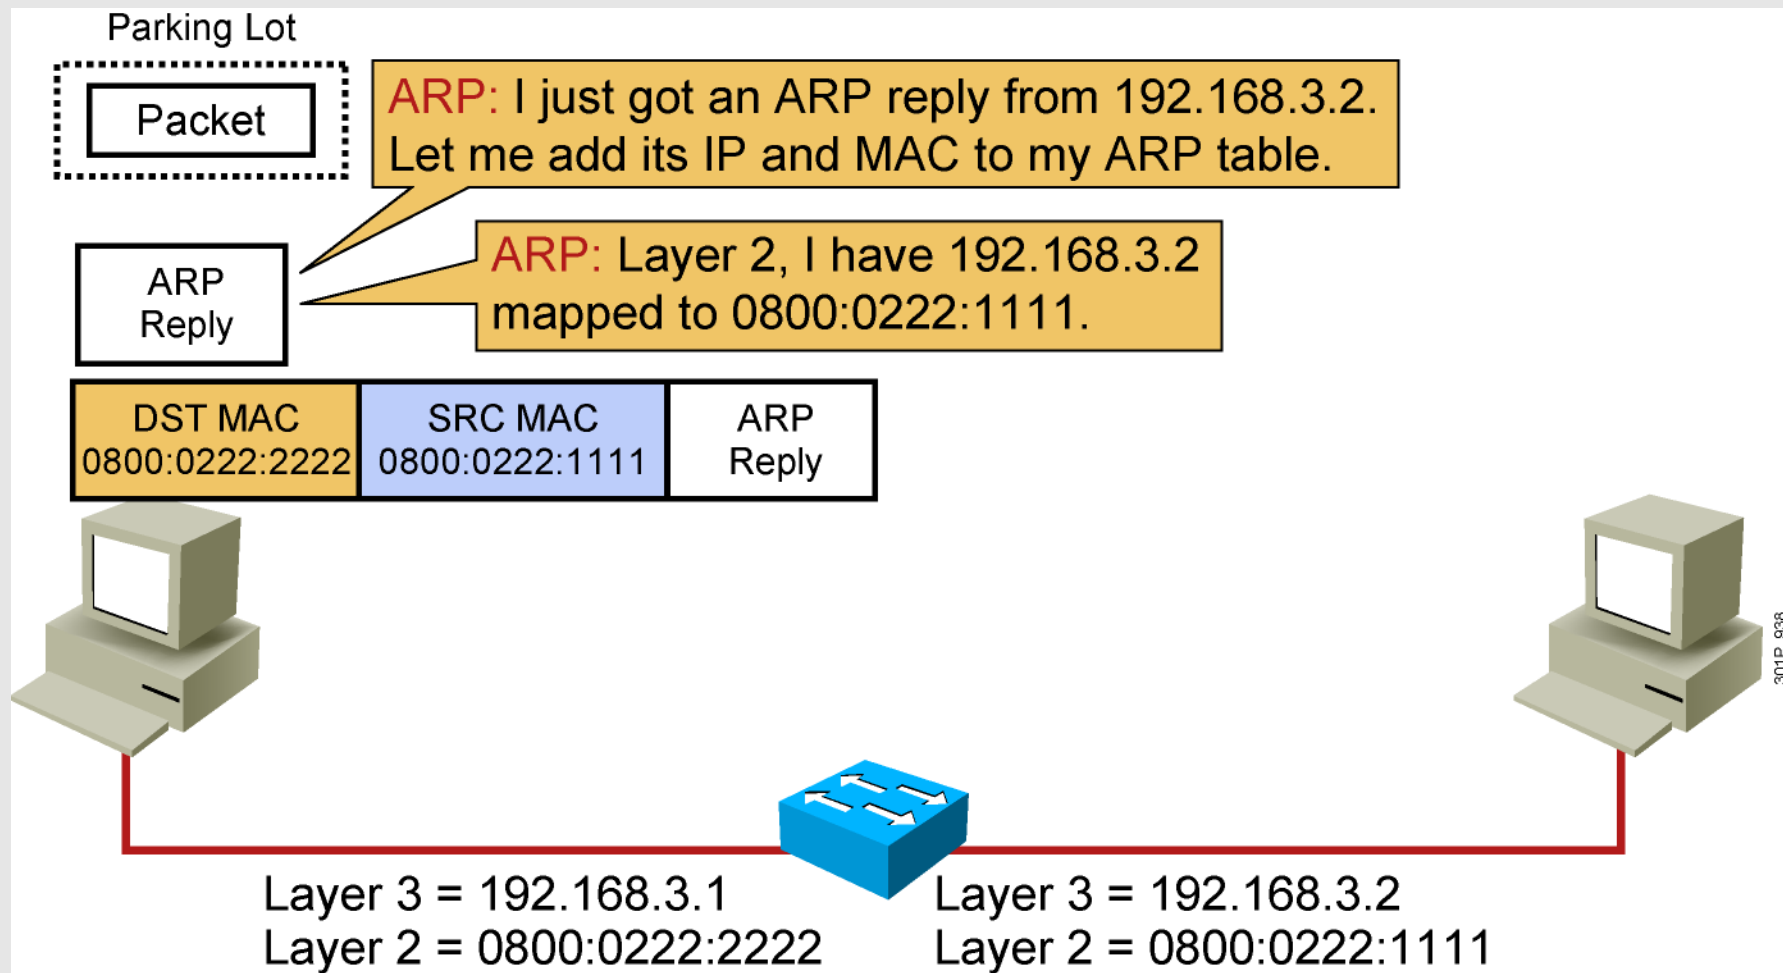 Parking Lot
Packet
ARP: I just got an ARP reply from 192.168.3.2.
Let me add its IP and MAC to my ARP table.
ARP
Reply
ARP: Layer 2, I have 192.168.3.2
mapped to 0800:0222:1111.
DST MAC
0800:0222:2222
SRC MAC
0800:0222:1111
ARP
Reply
301P_938
Layer 3 = 192.168.3.1
Layer 2 = 0800:0222:2222
Layer 3 = 192.168.3.2
Layer 2 = 0800:0222:1111